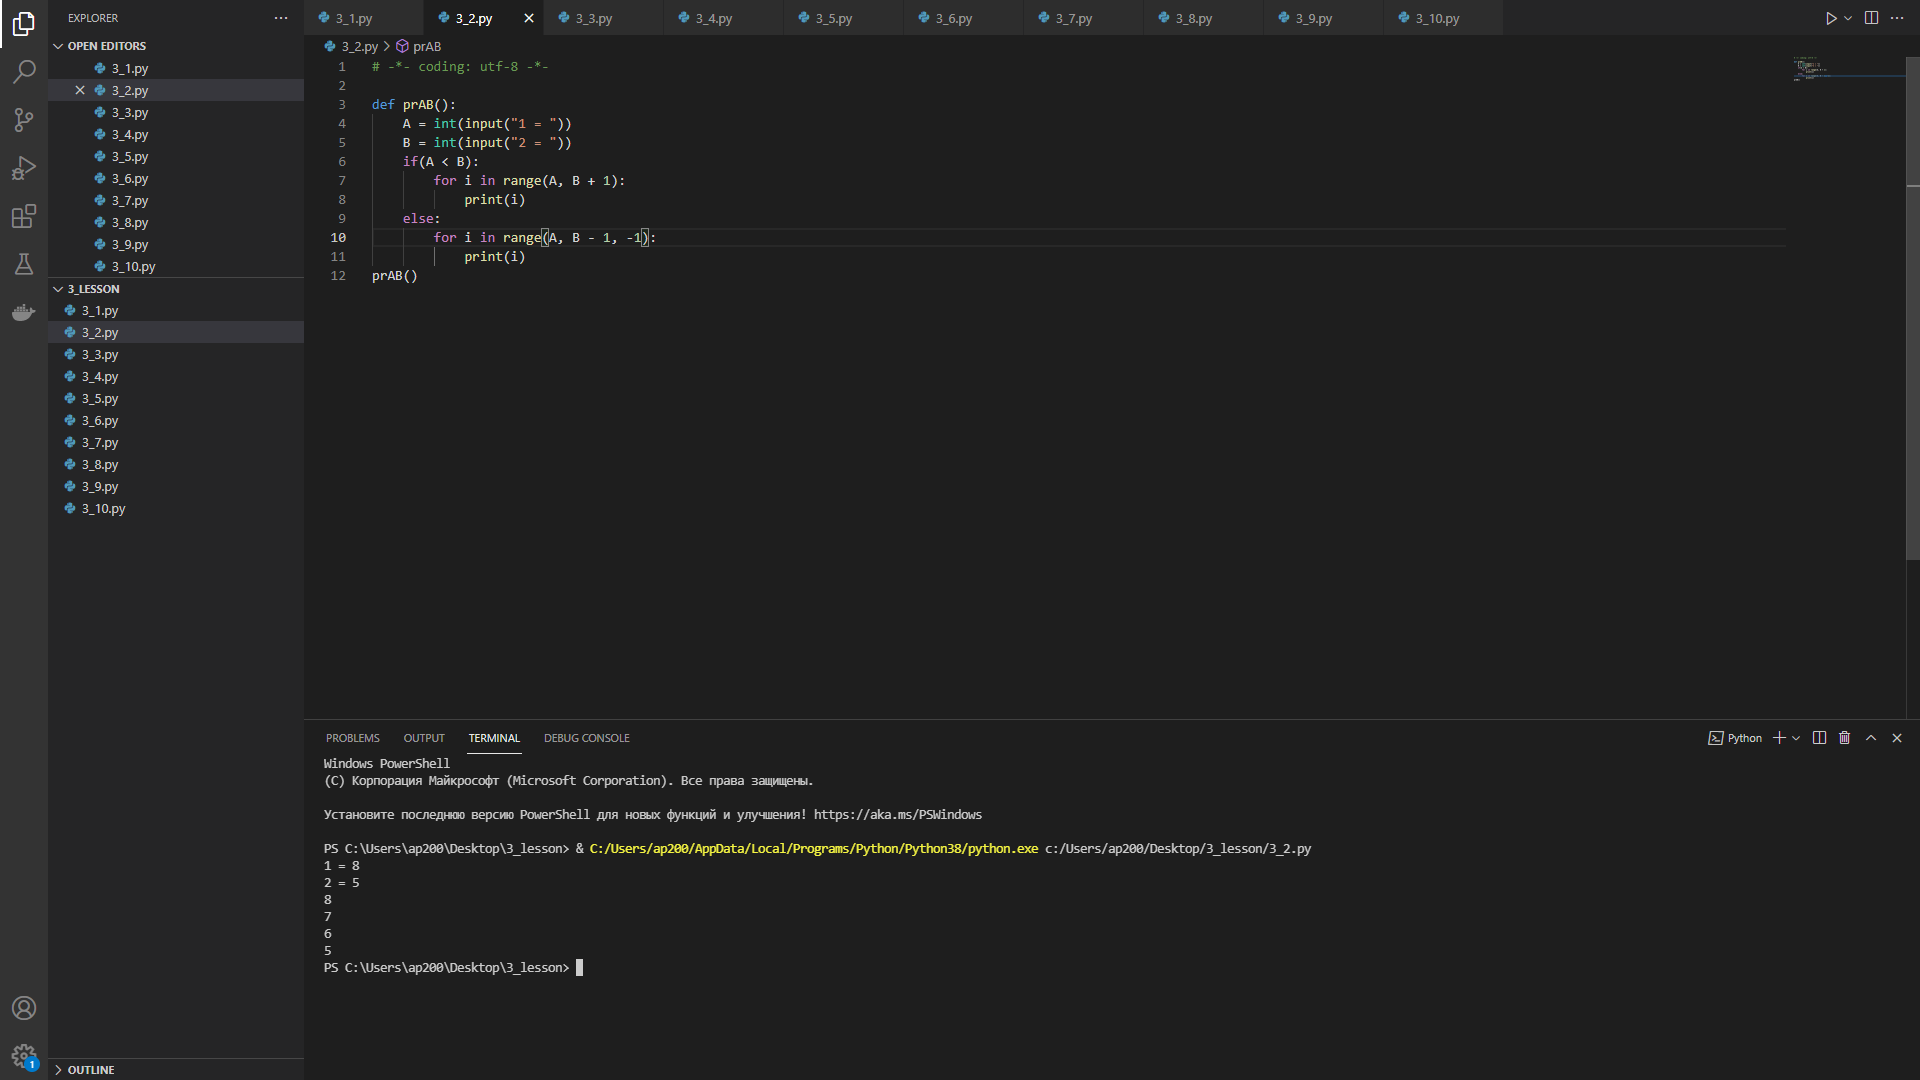 EXPLORER
OPEN EDITORS
3_1.py
3_2.py
3_3.py
3_4.py
3_5.py
3_6.py
3_7.py
3_8.py
3_9.py
3_10.py
3_LESSON
3_1.py
3_2.py
3_3.py
3_4.py
3_5.py
3_6.py
3_7.py
3_8.py
3_9.py
3_10.py
1
OUTLINE
3_1.py 3_2.py 3_3.py 3_4.py 3_5.py 3_6.py 3_7.py 3_8.py 3_9.py 3_10.py
3_2.py > prAB
1 # -*- coding: utf-8 -*-
2
3 def prAB():
4     A = int(input("1 = "))
5     B = int(input("2 = "))
6     if(A < B):
7         for i in range(A, B + 1):
8             print(i)
9     else:
10         for i in range(A, B - 1, -1):
11             print(i)
12 prAB()
PROBLEMS OUTPUT TERMINAL DEBUG CONSOLE
Python
Windows PowerShell
(C) Корпорация Майкрософт (Microsoft Corporation). Все права защищены.
Установите последнюю версию PowerShell для новых функций и улучшения! https://aka.ms/PSWindows
PS C:\Users\ap200\Desktop\3_lesson> & C:/Users/ap200/AppData/Local/Programs/Python/Python38/python.exe c:/Users/ap200/Desktop/3_lesson/3_2.py
1 = 8
2 = 5
8
7
6
5
PS C:\Users\ap200\Desktop\3_lesson>